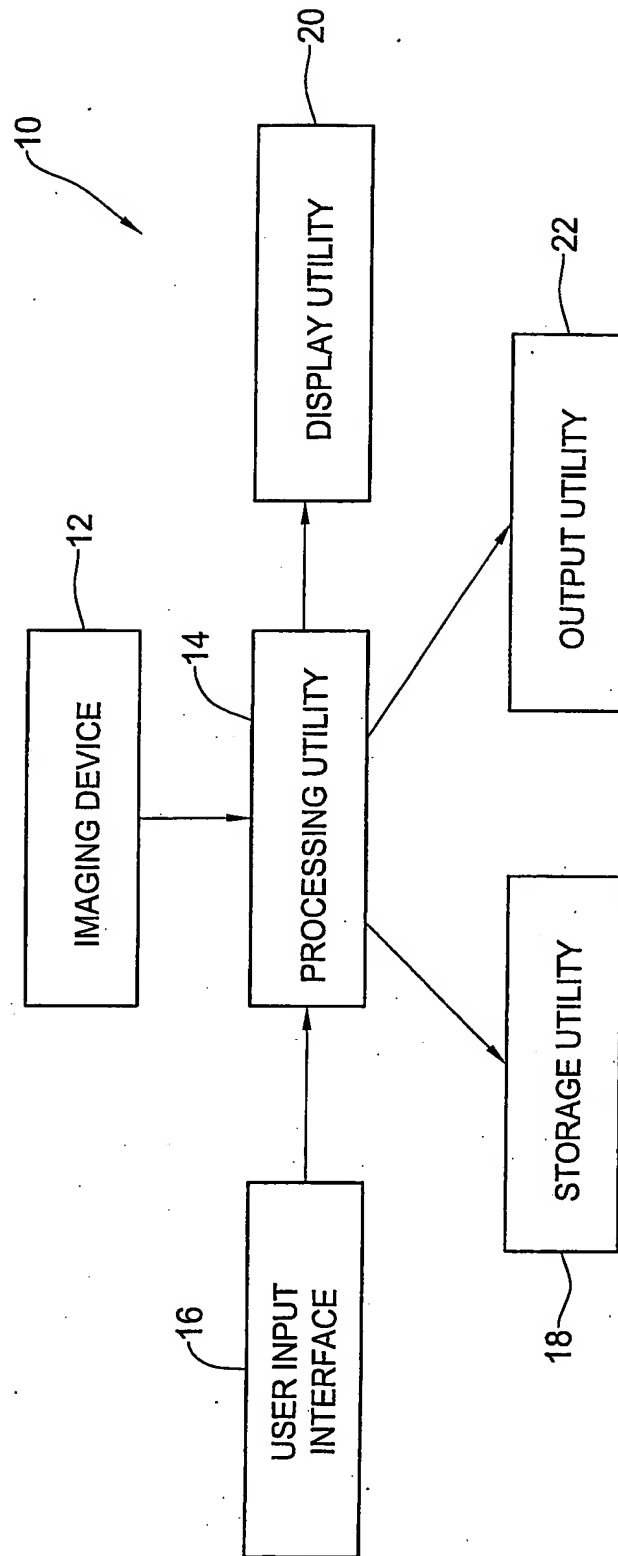 10
12
IMAGING DEVICE
16
USER INPUT
INTERFACE
14
PROCESSING UTILITY
20
DISPLAY UTILITY
18
STORAGE UTILITY
22
OUTPUT UTILITY